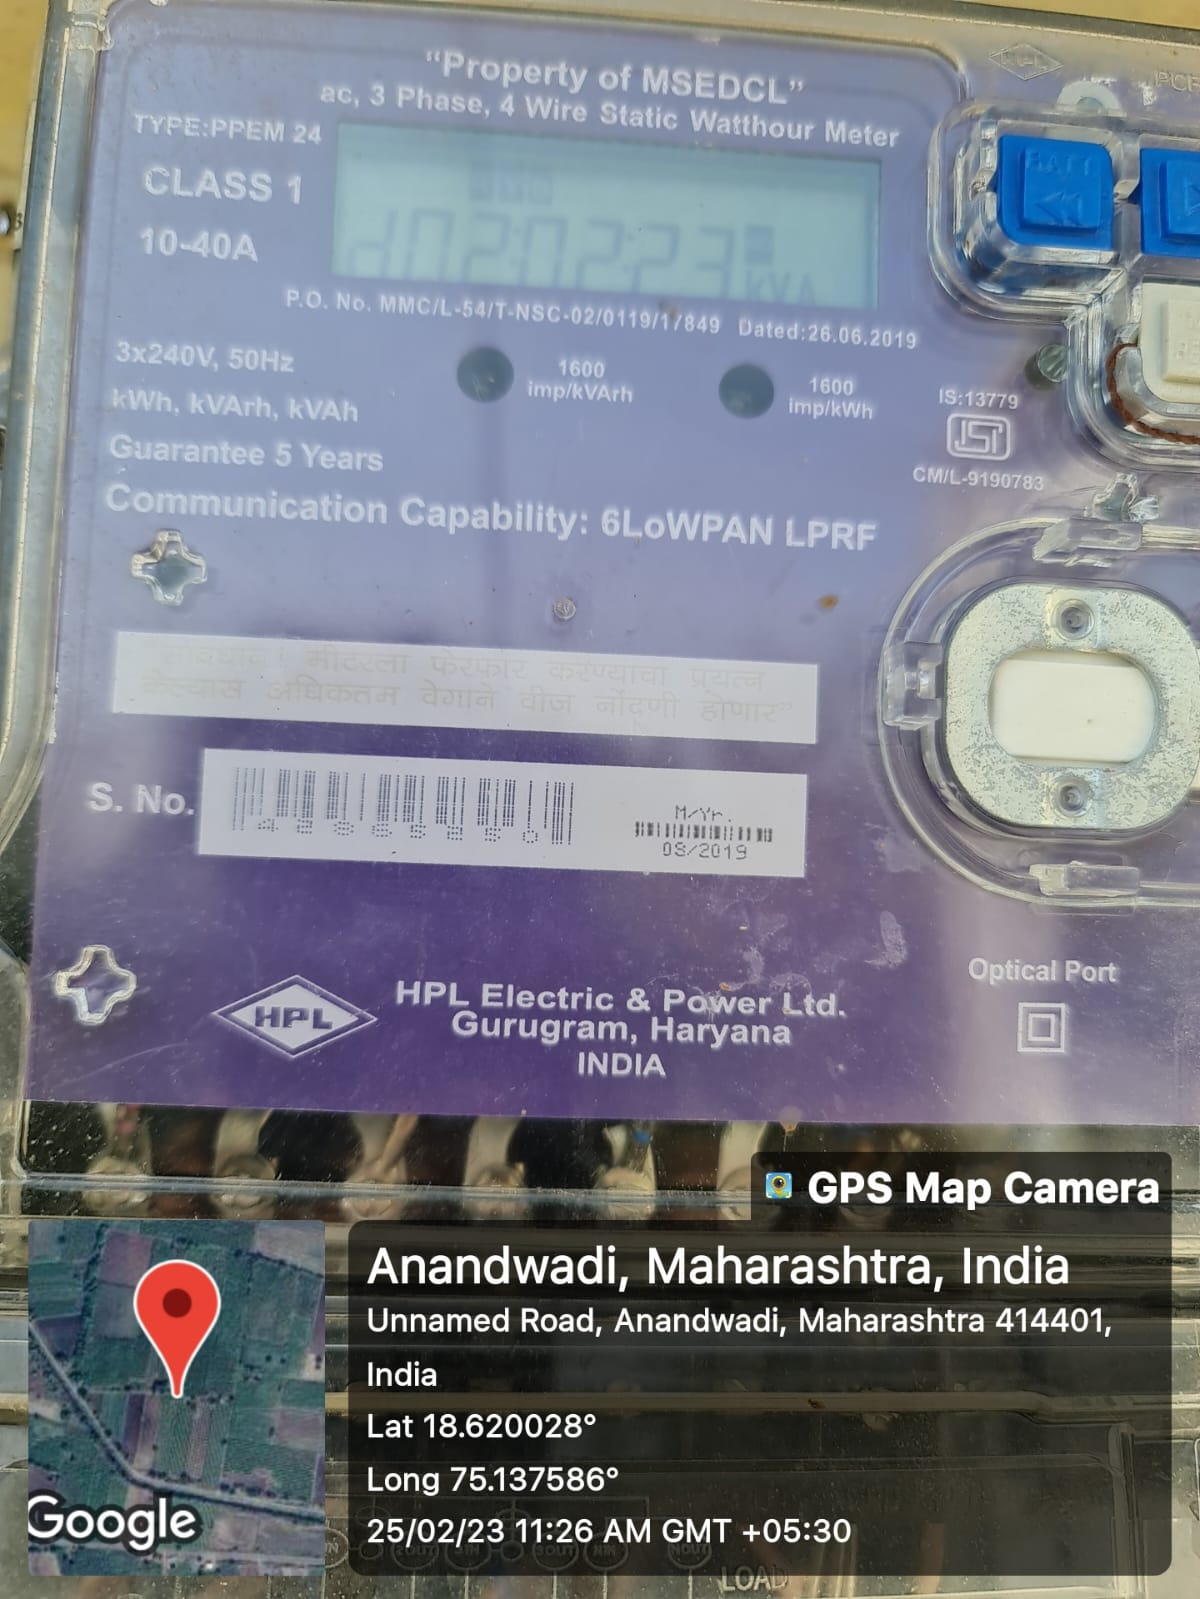 "Property of MSEDCL"
ac, 3 Phase, 4 Wire Static Watthour Meter
TYPE:PPEM 24
CLASS 1
10-40A
P.O. No. MMC/L-54/T-NSC-02/0119/17849 Dated:26.06.2019
3x240V, 50Hz
kWh, kVArh, kVAh
1600
imp/kVArh
1600
imp/kWh
IS:13779
ISI
CM/L-9190783
Guarantee 5 Years
Communication Capability: 6LoWPAN LPRF
मीटरला फेरफार करण्याचा प्रयत्न
केल्यास अधिकतम वेगाने वीज नोंदणी होणार"
S. No.
M/Yr.
08/2019
Optical Port
HPL
HPL Electric & Power Ltd.
Gurugram, Haryana
INDIA
GPS Map Camera
Anandwadi, Maharashtra, India
Unnamed Road, Anandwadi, Maharashtra 414401,
India
Lat 18.620028°
Long 75.137586°
25/02/23 11:26 AM GMT +05:30
Google
LOAD